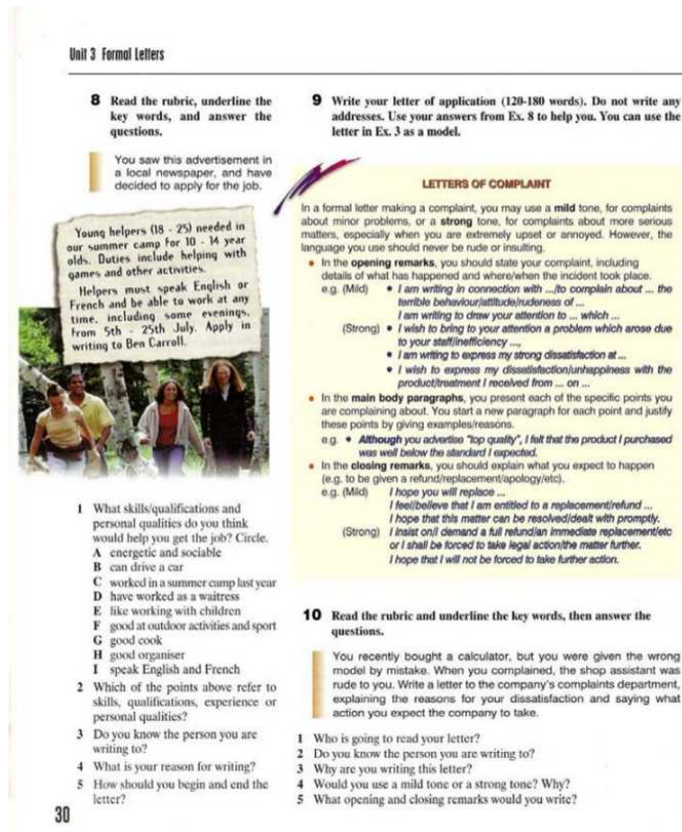 Unit 3 Formal Letters
8 Read the rubric, underline the
key words, and answer the
questions.
You saw this advertisement in
a local newspaper, and have
decided to apply for the job.
Young helpers (18 - 25) needed in
our summer camp for 10 - 14 year
olds. Duties include helping with
games and other activities.
Helpers must speak English or
French and be able to work at any
time, including some evenings,
from 5th - 25th July. Apply in
writing to Ben Carroll.
1 What skills/qualifications and
personal qualities do you think
would help you get the job? Circle.
A energetic and sociable
B can drive a car
C worked in a summer camp last year
D have worked as a waitress
E like working with children
F good at outdoor activities and sport
G good cook
H good organiser
I speak English and French
2 Which of the points above refer to
skills, qualifications, experience or
personal qualities?
3 Do you know the person you are
writing to?
4 What is your reason for writing?
5 How should you begin and end the
letter?
30
9 Write your letter of application (120-180 words). Do not write any
addresses. Use your answers from Ex. 8 to help you. You can use the
letter in Ex. 3 as a model.
LETTERS OF COMPLAINT
In a formal letter making a complaint, you may use a mild tone, for complaints
about minor problems, or a strong tone, for complaints about more serious
matters, especially when you are extremely upset or annoyed. However, the
language you use should never be rude or insulting.
• In the opening remarks, you should state your complaint, including
details of what has happened and where/when the incident took place.
e.g. (Mild) • I am writing in connection with .../to complain about ... the
terrible behaviour/attitude/rudeness of ...
I am writing to draw your attention to ... which ...
(Strong) • I wish to bring to your attention a problem which arose due
to your staff/inefficiency ...,
• I am writing to express my strong dissatisfaction at ...
• I wish to express my dissatisfaction/unhappiness with the
product/treatment I received from ... on ...
• In the main body paragraphs, you present each of the specific points you
are complaining about. You start a new paragraph for each point and justify
these points by giving examples/reasons.
e.g. • Although you advertise "top quality", I felt that the product I purchased
was well below the standard I expected.
• In the closing remarks, you should explain what you expect to happen
(e.g. to be given a refund/replacement/apology/etc).
e.g. (Mild) I hope you will replace ...
I feel/believe that I am entitled to a replacement/refund ...
I hope that this matter can be resolved/dealt with promptly.
(Strong) I insist on/I demand a full refund/an immediate replacement/etc
or I shall be forced to take legal action/the matter further.
I hope that I will not be forced to take further action.
10 Read the rubric and underline the key words, then answer the
questions.
You recently bought a calculator, but you were given the wrong
model by mistake. When you complained, the shop assistant was
rude to you. Write a letter to the company's complaints department,
explaining the reasons for your dissatisfaction and saying what
action you expect the company to take.
1 Who is going to read your letter?
2 Do you know the person you are writing to?
3 Why are you writing this letter?
4 Would you use a mild tone or a strong tone? Why?
5 What opening and closing remarks would you write?